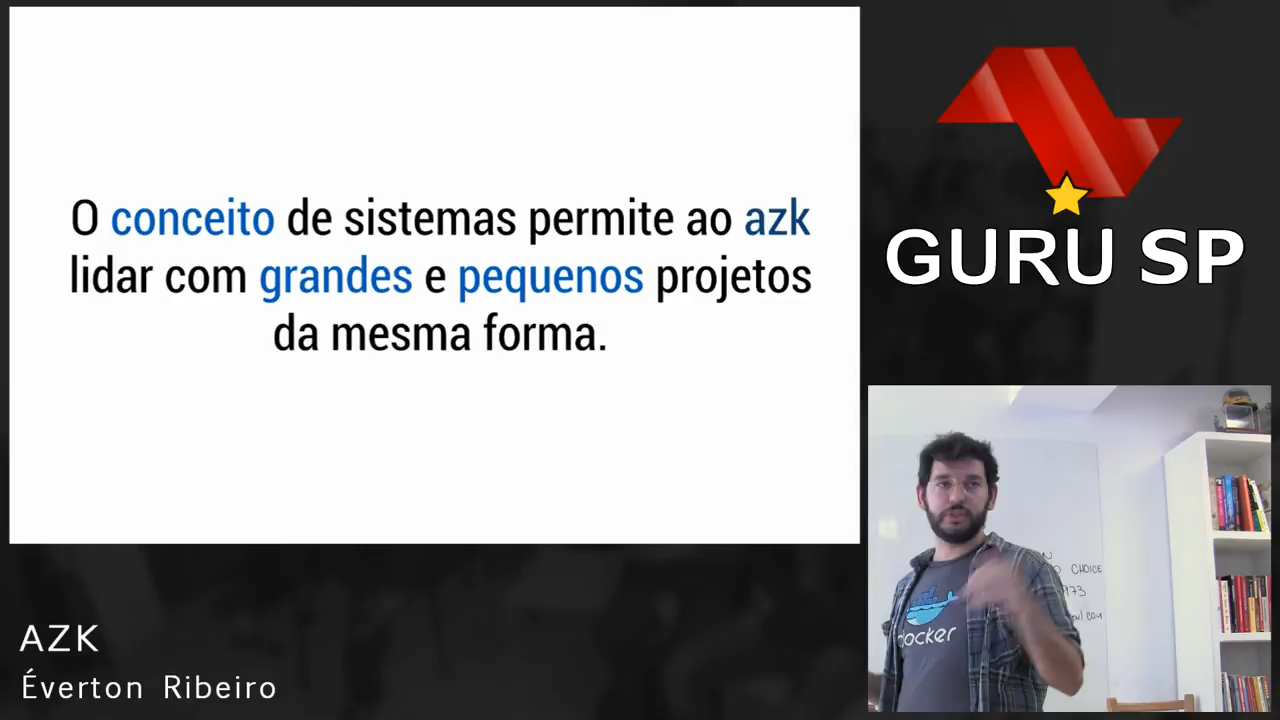 O conceito de sistemas permite ao azk
lidar com grandes e pequenos projetos
da mesma forma.
GURU SP
docker
CHOICE
AZK
Éverton Ribeiro